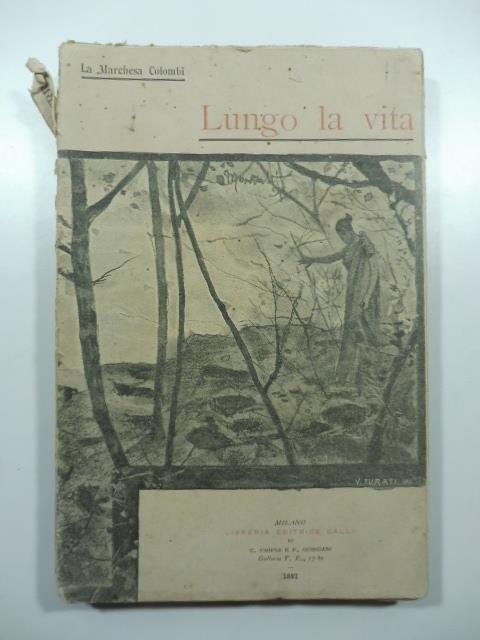 La Marchesa Colombi
Lungo la vita
V. TURATI
MILANO
LIBRERIA EDITRICE GALLI
DI
C. CHIESA E F. GUINDANI
Galleria V. E., 17-80
1891